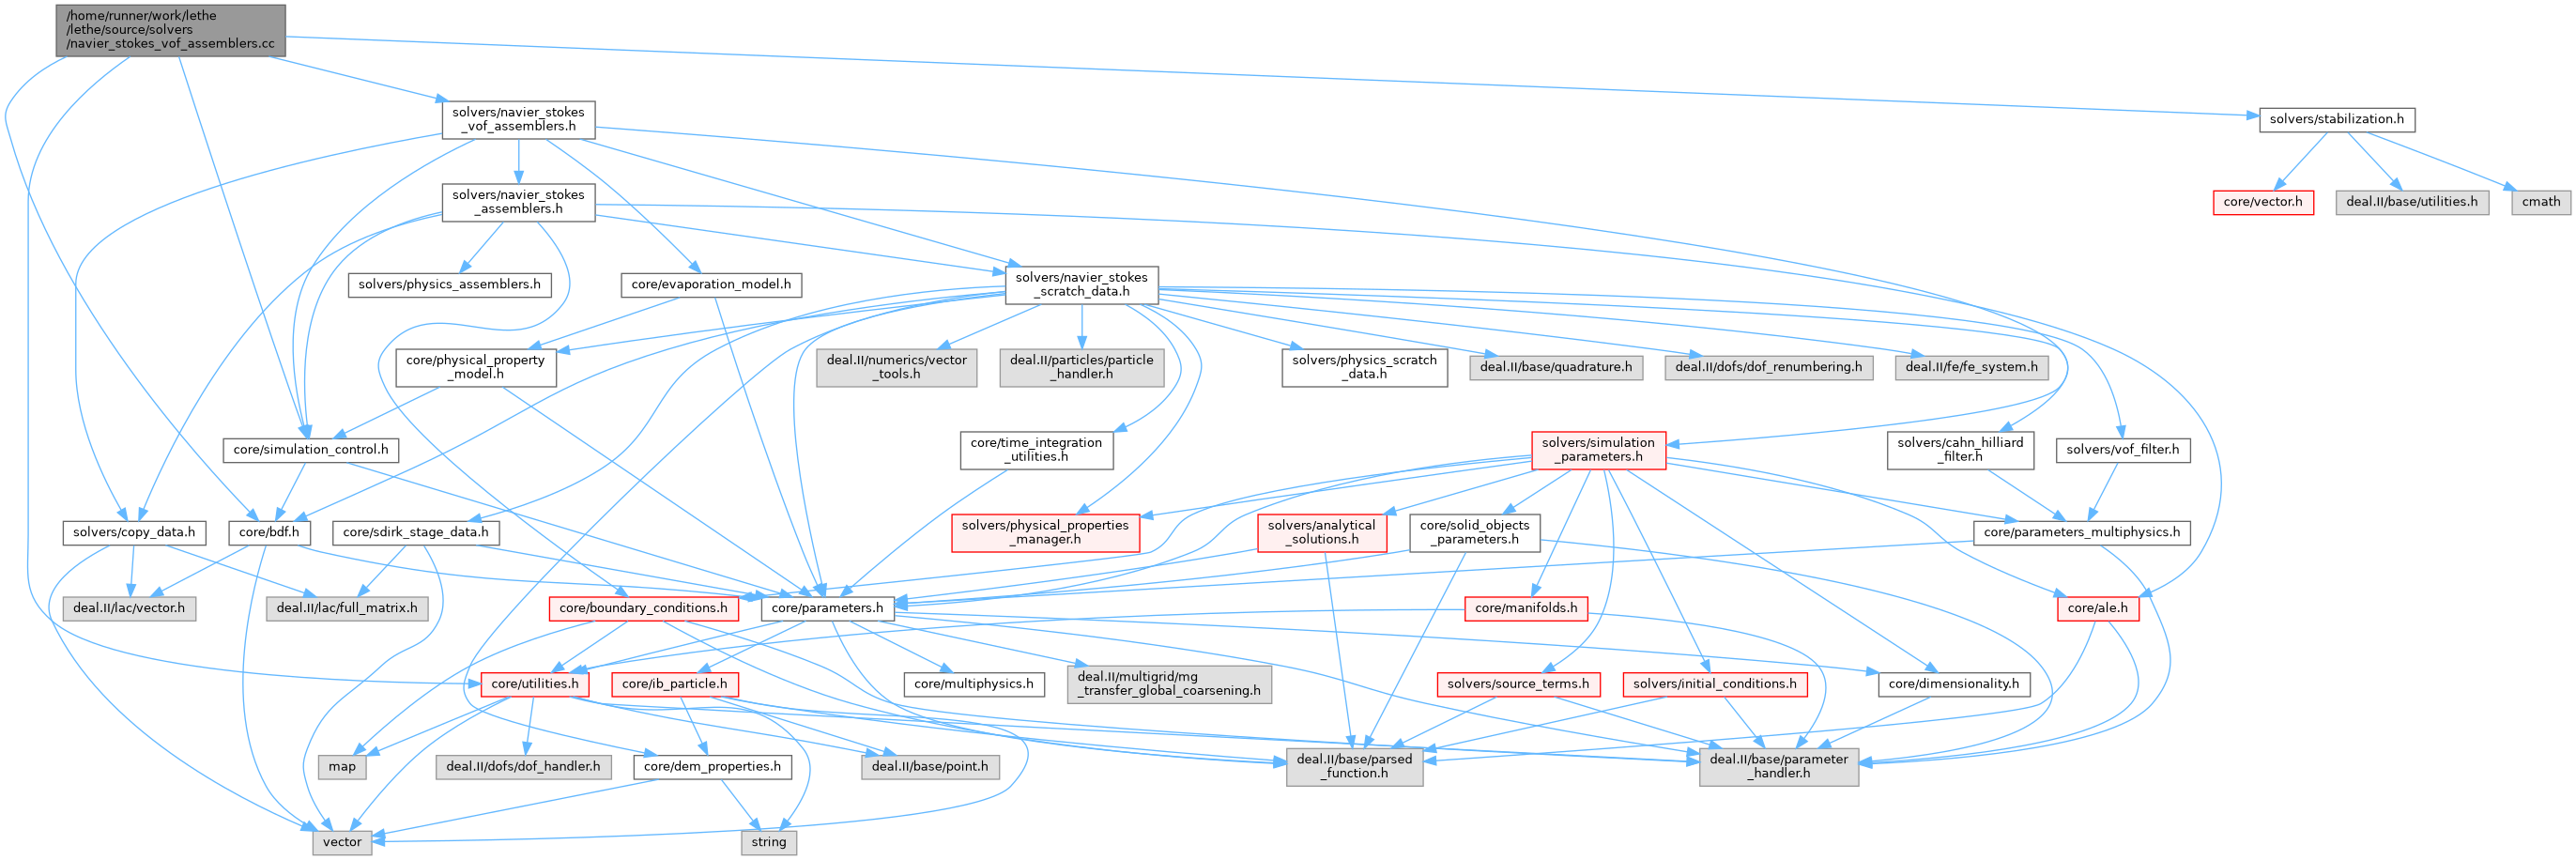 /home/runner/work/lethe
/lethe/source/solvers
/navier_stokes_vof_assemblers.cc
solvers/navier_stokes
_vof_assemblers.h
solvers/stabilization.h
solvers/navier_stokes
_assemblers.h
core/vector.h
deal.II/base/utilities.h
cmath
solvers/physics_assemblers.h
core/evaporation_model.h
solvers/navier_stokes
_scratch_data.h
core/physical_property
_model.h
deal.II/numerics/vector
_tools.h
deal.II/particles/particle
_handler.h
solvers/physics_scratch
_data.h
deal.II/base/quadrature.h
deal.II/dofs/dof_renumbering.h
deal.II/fe/fe_system.h
core/simulation_control.h
core/time_integration
_utilities.h
solvers/simulation
_parameters.h
solvers/cahn_hilliard
_filter.h
solvers/vof_filter.h
solvers/copy_data.h
core/bdf.h
core/sdirk_stage_data.h
solvers/physical_properties
_manager.h
solvers/analytical
_solutions.h
core/solid_objects
_parameters.h
core/parameters_multiphysics.h
deal.II/lac/vector.h
deal.II/lac/full_matrix.h
core/boundary_conditions.h
core/parameters.h
core/manifolds.h
core/ale.h
core/utilities.h
core/ib_particle.h
core/multiphysics.h
deal.II/multigrid/mg
_transfer_global_coarsening.h
solvers/source_terms.h
solvers/initial_conditions.h
core/dimensionality.h
map
deal.II/dofs/dof_handler.h
core/dem_properties.h
deal.II/base/point.h
deal.II/base/parsed
_function.h
deal.II/base/parameter
_handler.h
vector
string